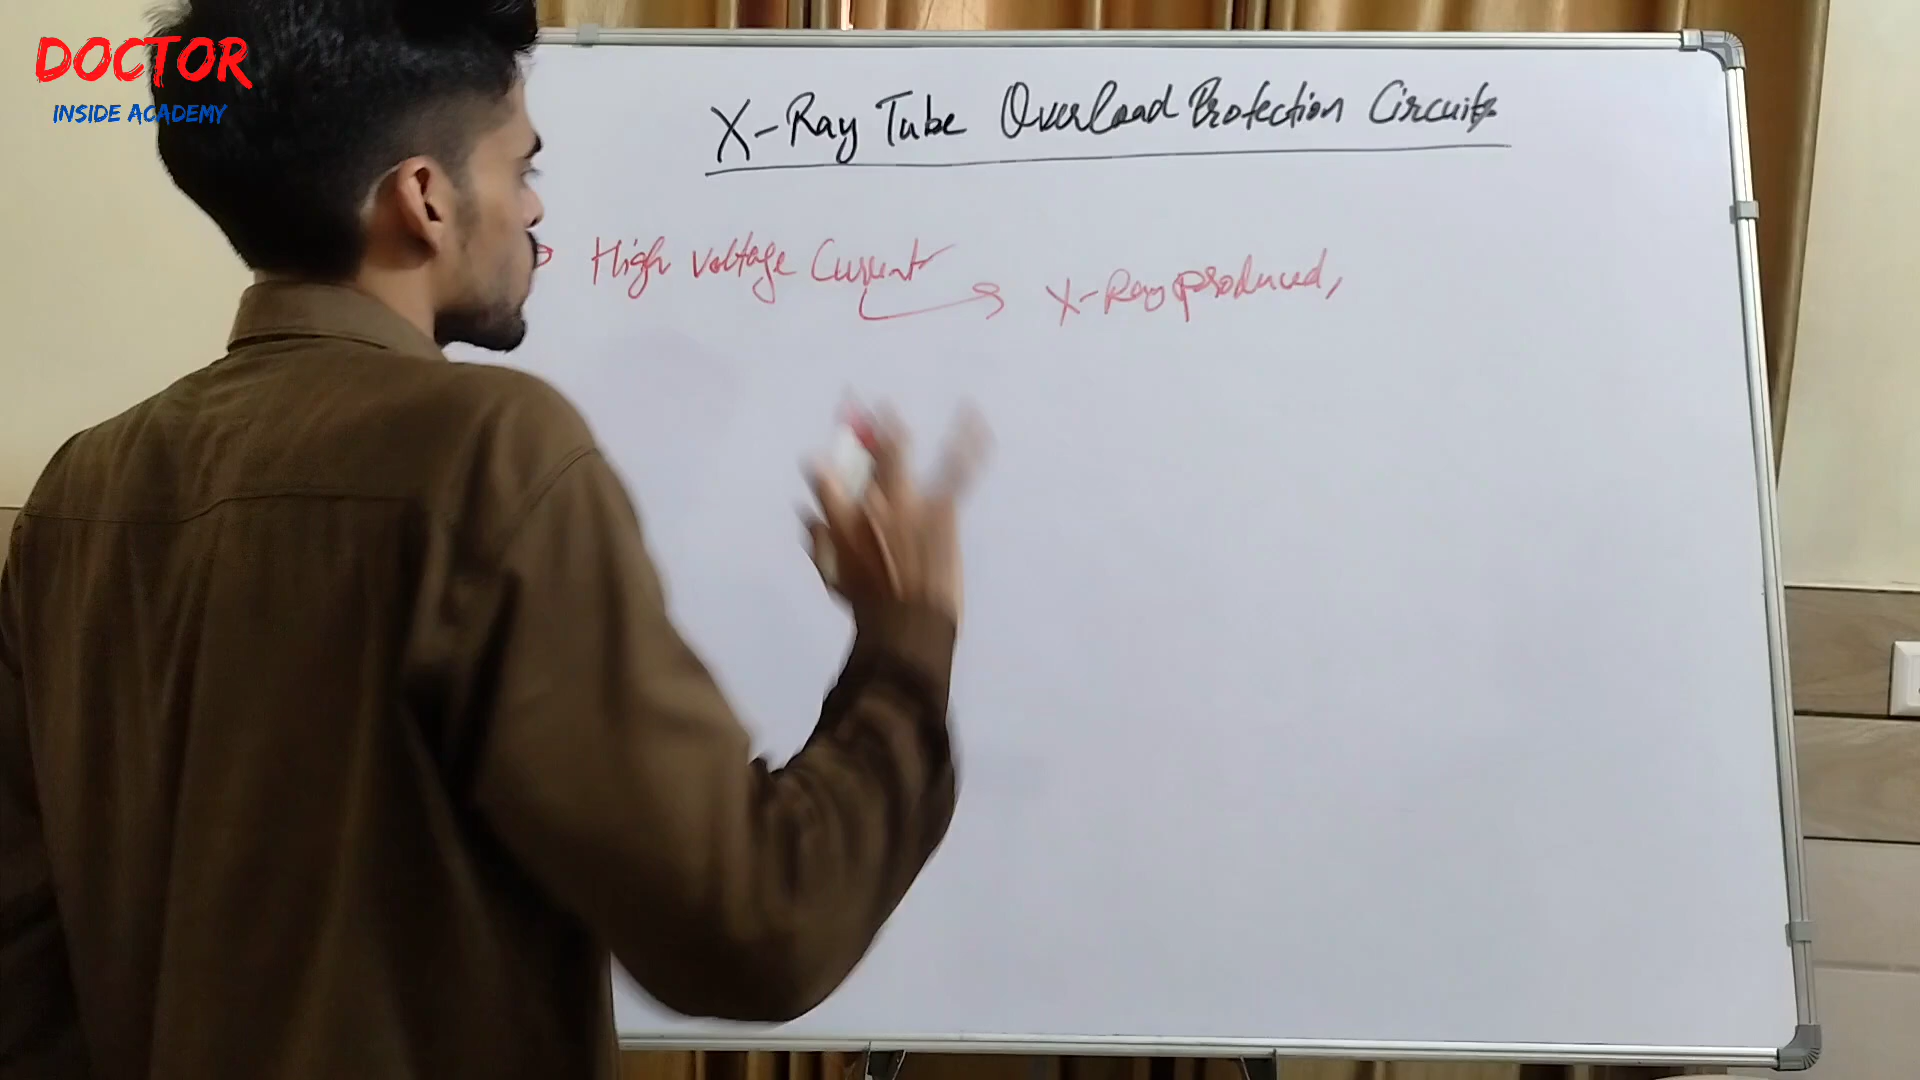 DOCTOR
INSIDE ACADEMY
X-Ray Tube Overload Protection Circuits
High Voltage Current
X-Ray produced,